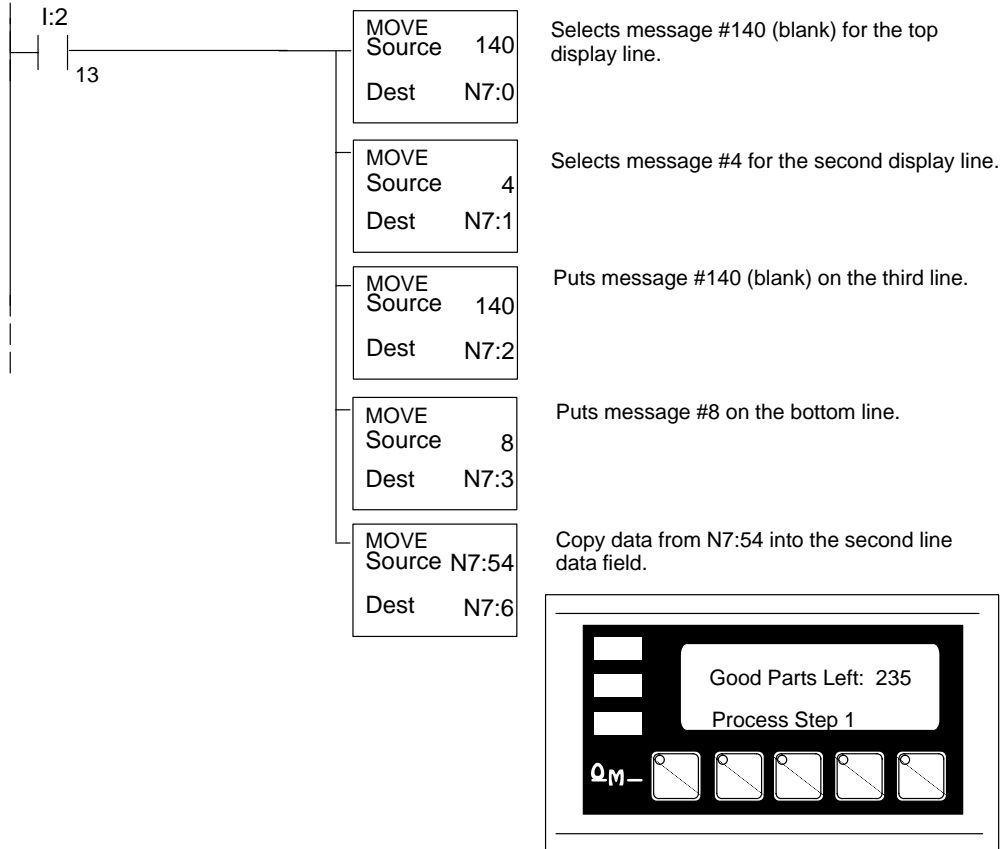 I:2
13
MOVE
Source 140
Dest N7:0
Selects message #140 (blank) for the top
display line.
MOVE
Source 4
Dest N7:1
Selects message #4 for the second display line.
MOVE
Source 140
Dest N7:2
Puts message #140 (blank) on the third line.
MOVE
Source 8
Dest N7:3
Puts message #8 on the bottom line.
MOVE
Source N7:54
Dest N7:6
Copy data from N7:54 into the second line
data field.
Good Parts Left: 235
Process Step 1